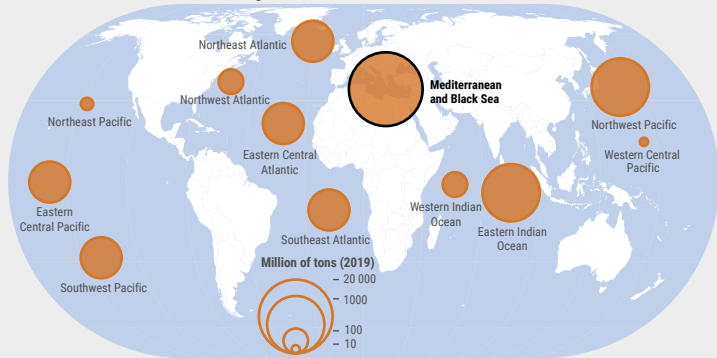 Northeast Atlantic
Northwest Atlantic
Mediterranean
and Black Sea
Northeast Pacific
Northwest Pacific
Eastern Central
Atlantic
Western Central
Pacific
Eastern
Central Pacific
Western Indian
Ocean
Eastern Indian
Ocean
Southeast Atlantic
Southwest Pacific
Million of tons (2019)
20 000
1000
100
10